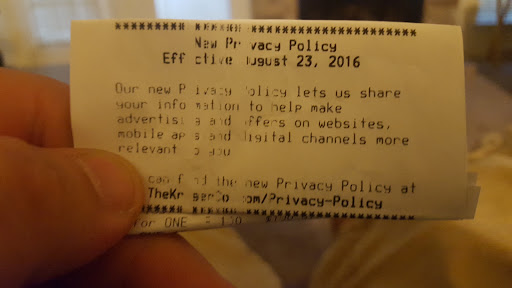 New Privacy Policy
Effective August 23, 2016
Our new Privacy Policy lets us share
your information to help make
advertising and offers on websites,
mobile apps and digital channels more
relevant to you
can find the new Privacy Policy at
TheKrogerCo.com/Privacy-Policy
For ONE